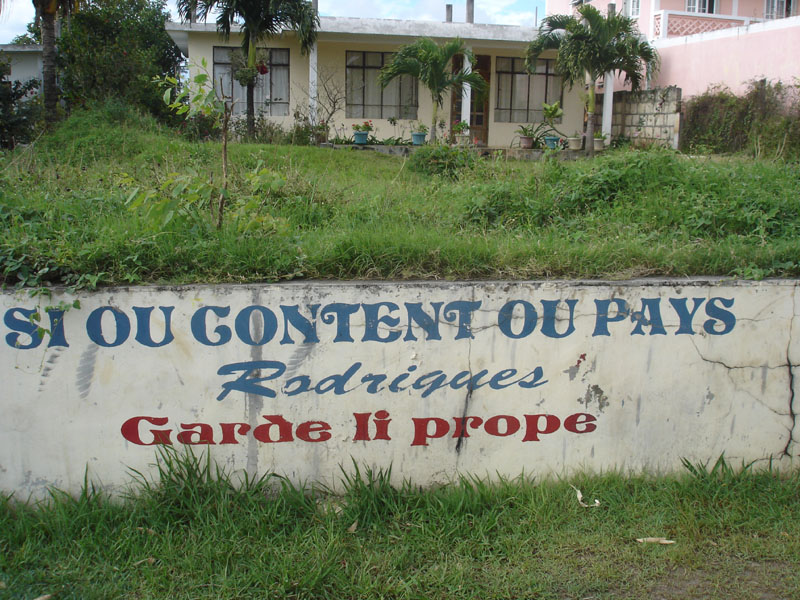 SI OU CONTENT OU PAYS
Rodrigues
Garde li prope